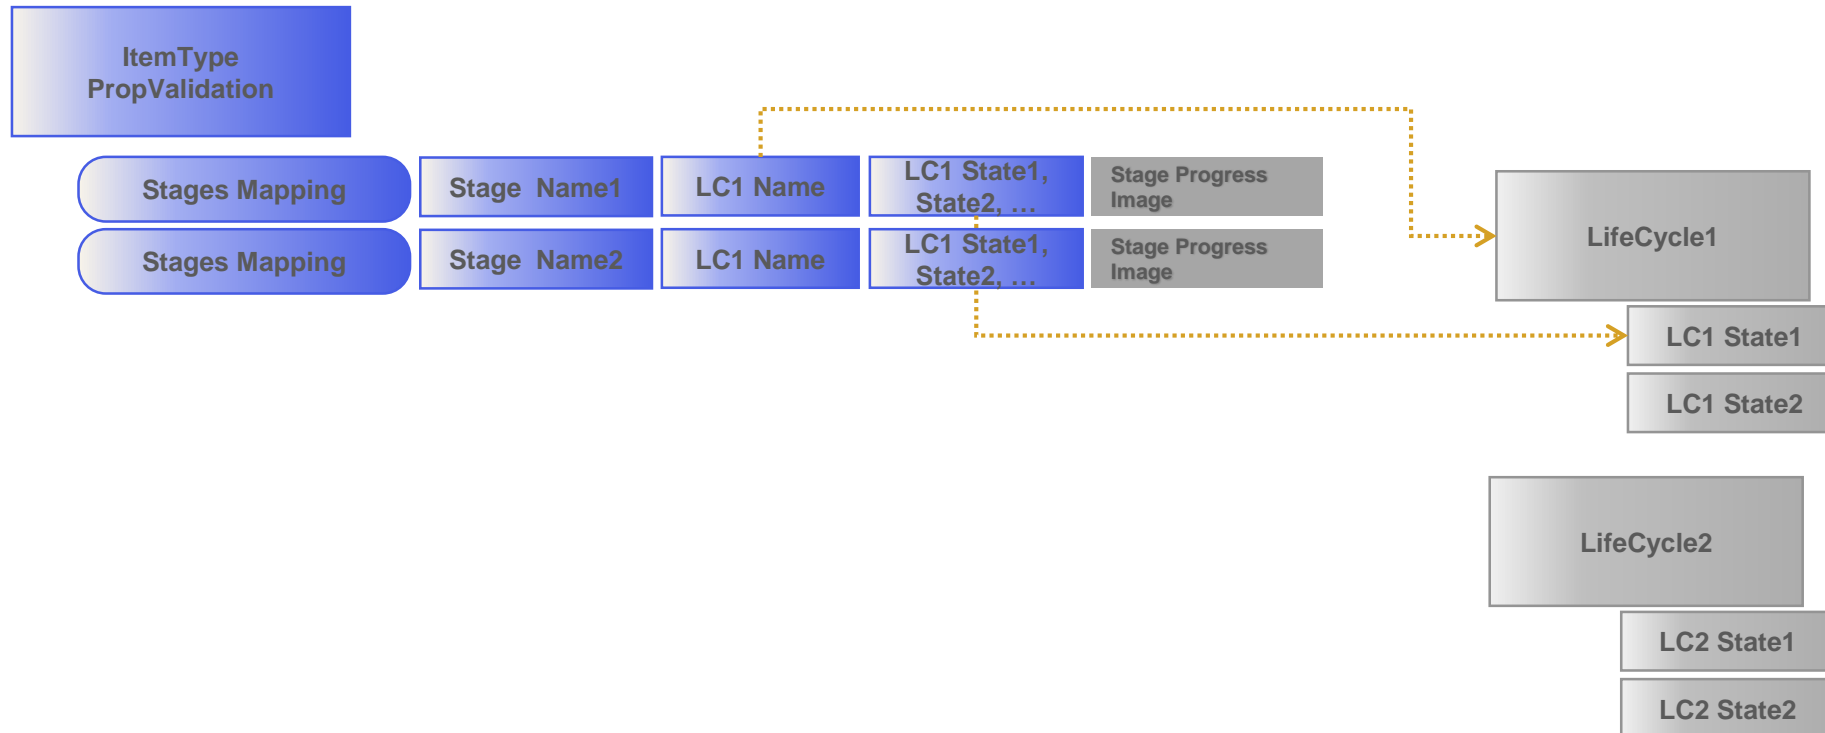 ItemType
PropValidation
Stages Mapping
Stage Name1
LC1 Name
LC1 State1,
State2, …
Stage Progress
Image
Stages Mapping
Stage Name2
LC1 Name
LC1 State1,
State2, …
Stage Progress
Image
LifeCycle1
LC1 State1
LC1 State2
LifeCycle2
LC2 State1
LC2 State2